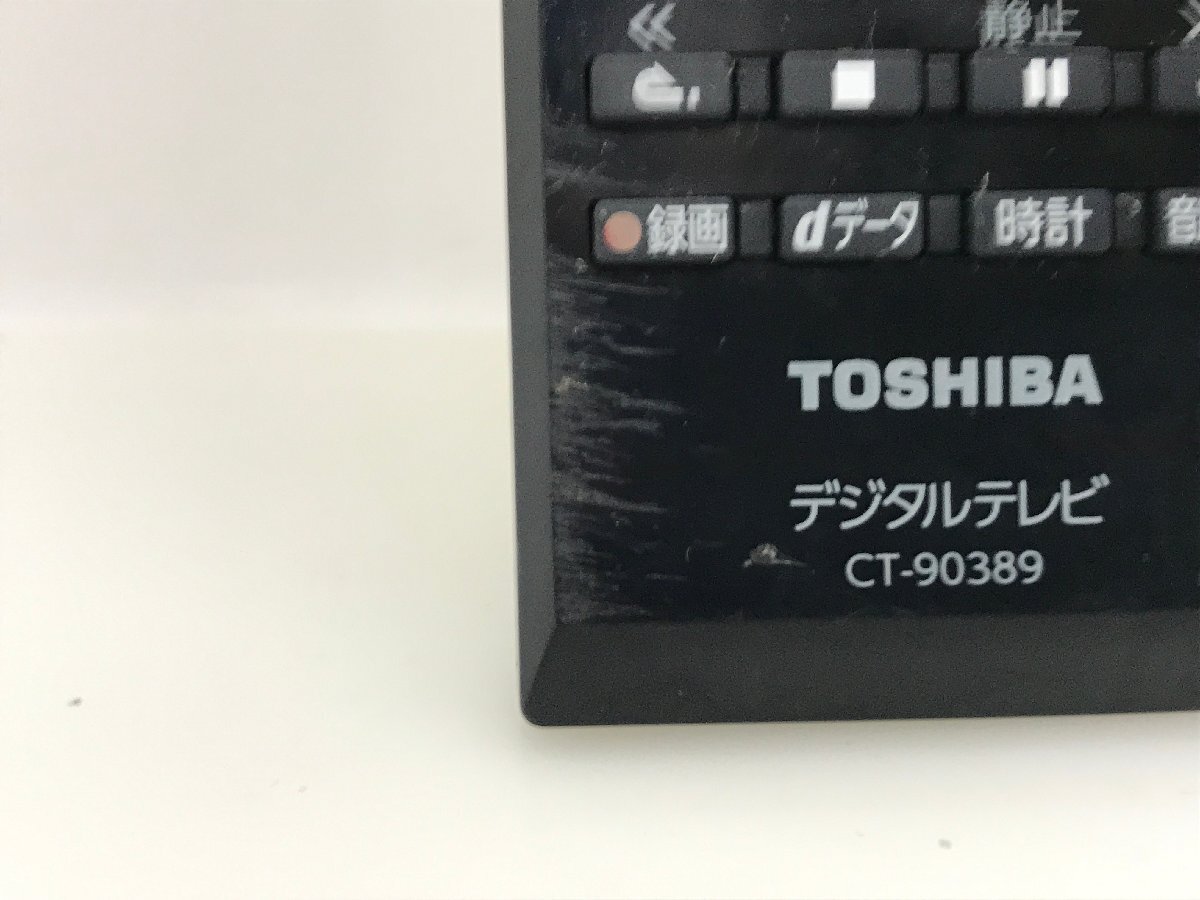 静止
録画 dデータ 時計 音
TOSHIBA
デジタルテレビ
CT-90389